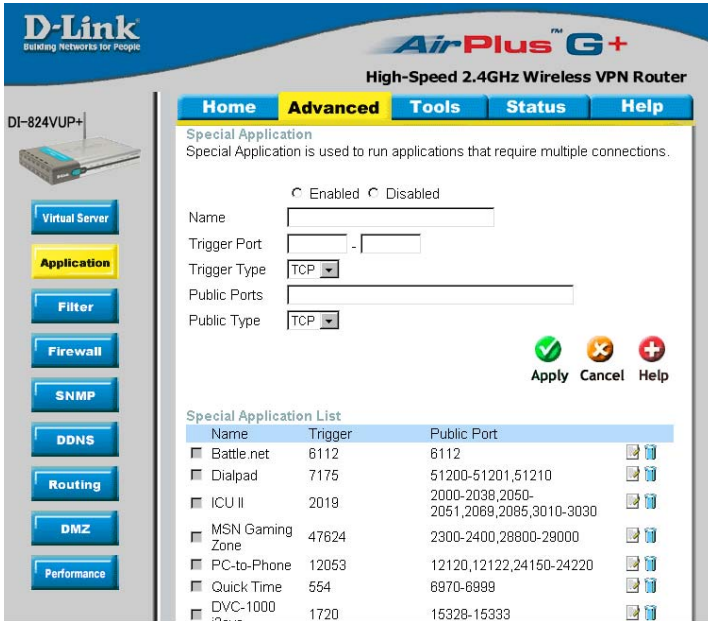 D-Link
Building Networks for People
AirPlus™ G+
High-Speed 2.4GHz Wireless VPN Router
DI-824VUP+
Home Advanced Tools Status Help
Special Application
Special Application is used to run applications that require multiple connections.
Enabled Disabled
Name
Trigger Port -
Trigger Type TCP
Public Ports
Public Type TCP
Apply Cancel Help
Virtual Server
Application
Filter
Firewall
SNMP
DDNS
Routing
DMZ
Performance
Special Application List
Name Trigger Public Port
Battle.net 6112 6112
Dialpad 7175 51200-51201,51210
ICU II 2019 2000-2038,2050-
2051,2069,2085,3010-3030
MSN Gaming
Zone 47624 2300-2400,28800-29000
PC-to-Phone 12053 12120,12122,24150-24220
Quick Time 554 6970-6999
DVC-1000
1720 15328-15333